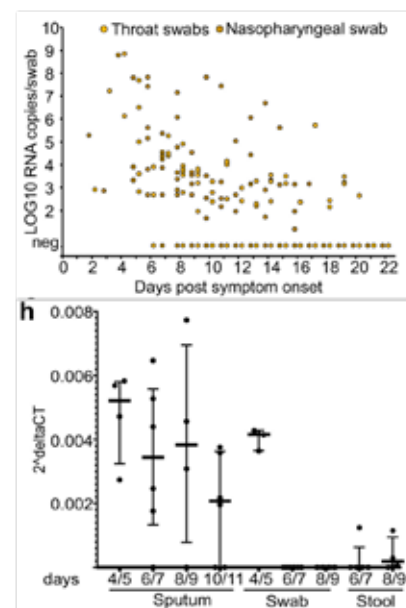 Throat swabs Nasopharyngeal swab
LOG10 RNA copies/swab
10
9
8
7
6
5
4
3
2
neg
0 2 4 6 8 10 12 14 16 18 20 22
Days post symptom onset
h
2^deltaCT
0.008
0.006
0.004
0.002
days 4/5 6/7 8/9 10/11 4/5 6/7 8/9 6/7 8/9
Sputum Swab Stool